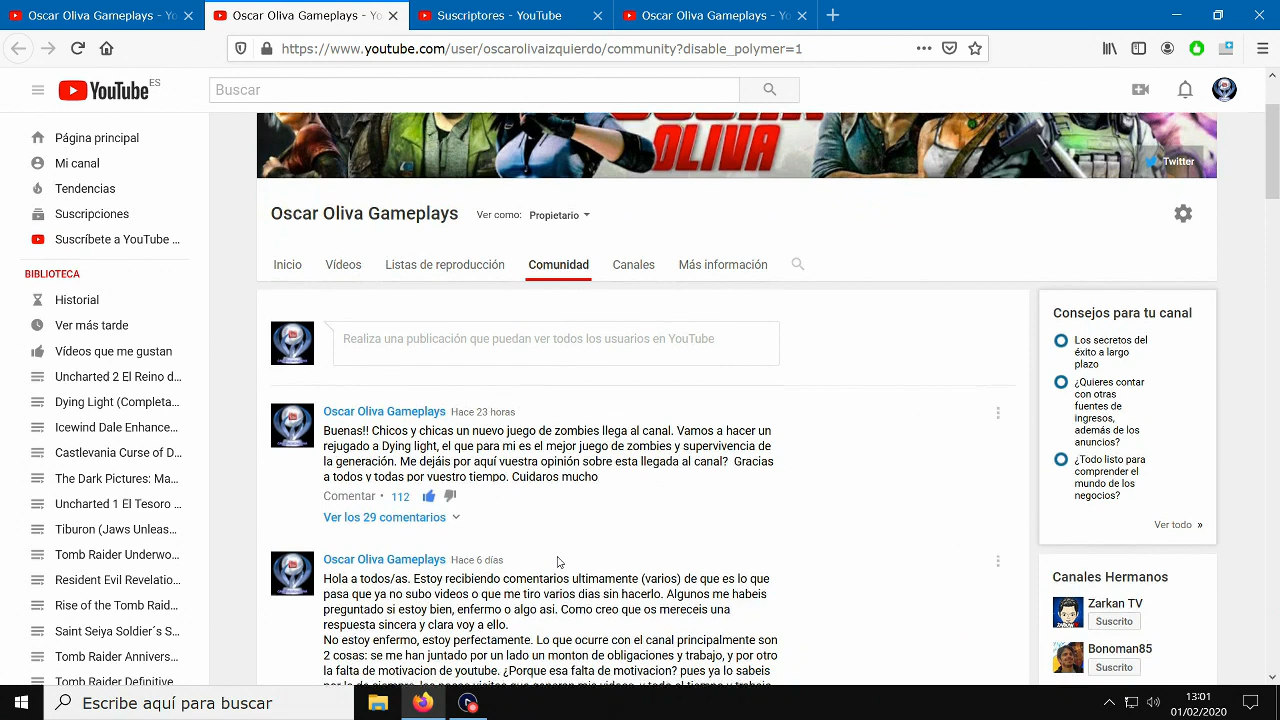 Oscar Oliva Gameplays - Yo
Oscar Oliva Gameplays - Yo
Suscriptores - YouTube
Oscar Oliva Gameplays - Yo
https://www.youtube.com/user/oscarolivaizquierdo/community?disable_polymer=1
YouTube ES
Buscar
Página principal
Mi canal
Tendencias
Suscripciones
Suscríbete a YouTube ...
BIBLIOTECA
Historial
Ver más tarde
Vídeos que me gustan
Uncharted 2 El Reino d...
Dying Light (Completa...
Icewind Dale Enhance...
Castlevania Curse of D...
The Dark Pictures: Ma...
Uncharted 1 El Tesoro ...
Tiburon (Jaws Unleas...
Tomb Raider Underwo...
Resident Evil Revelatio...
Rise of the Tomb Raid...
Saint Seiya Soldier´s S...
Tomb Raider Annivers...
Tomb Raider Definitive
OLIVA
Twitter
Oscar Oliva Gameplays
Ver como: Propietario
Inicio Vídeos Listas de reproducción Comunidad Canales Más información
Realiza una publicación que puedan ver todos los usuarios en YouTube
Oscar Oliva Gameplays Hace 23 horas
Buenas!! Chicos y chicas un nuevo juego de zombies llega al canal. Vamos a hacer un
rejugado a Dying light, el que para mi es el mejor juego de zombies y supervivencia de
la generación. Me dejáis por aquí vuestra opinión sobre esta llegada al canal? Gracias
a todos y todas por vuestro tiempo. Cuidaros mucho
Comentar • 112
Ver los 29 comentarios
Oscar Oliva Gameplays Hace 6 días
Hola a todos/as. Estoy recibiendo comentarios ultimamente (varios) de que es lo que
pasa que ya no subo videos o que me tiro varios dias sin hacerlo. Algunos me habeis
preguntado si estoy bien, enfermo o algo asi. Como creo que os mereceis una
respuesta sincera y clara voy a ello.
No estoy enfermo, estoy perfectamente. Lo que ocurre con el canal principalmente son
2 cosas, se me han juntado por un lado un monton de obligaciones y trabajo, y por otro
la falta de motivacion de youtube. ¿Porque esa falta de motivacion? pues ya lo sabeis
Consejos para tu canal
Los secretos del
éxito a largo
plazo
¿Quieres contar
con otras
fuentes de
ingresos,
además de los
anuncios?
¿Todo listo para
comprender el
mundo de los
negocios?
Ver todo »
Canales Hermanos
Zarkan TV
Suscrito
Bonoman85
Suscrito
Escribe aquí para buscar
13:01
01/02/2020